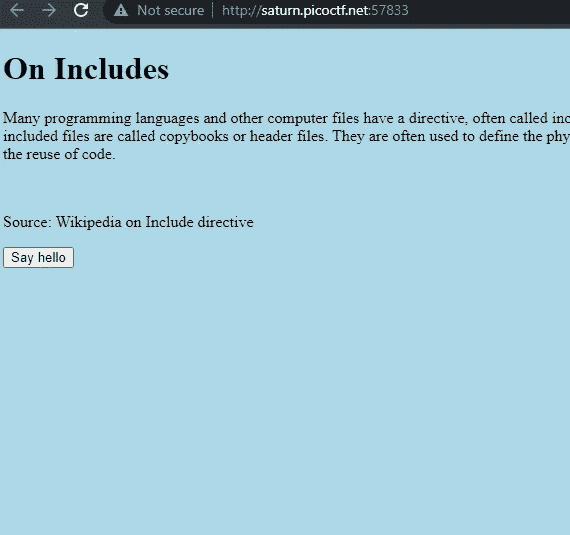 Not secure http://saturn.picoctf.net:57833
On Includes
Many programming languages and other computer files have a directive, often called inc
included files are called copybooks or header files. They are often used to define the phy
the reuse of code.
Source: Wikipedia on Include directive
Say hello